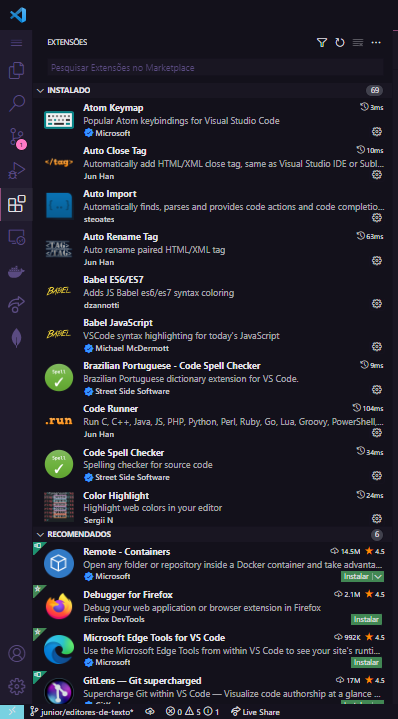 EXTENSÕES
Pesquisar Extensões no Marketplace
INSTALADO 69
Atom Keymap 3ms
Popular Atom keybindings for Visual Studio Code
Microsoft
Auto Close Tag 10ms
Automatically add HTML/XML close tag, same as Visual Studio IDE or Subl...
Jun Han
Auto Import
Automatically finds, parses and provides code actions and code completio...
steoates
Auto Rename Tag 63ms
Auto rename paired HTML/XML tag
Jun Han
Babel ES6/ES7
Adds JS Babel es6/es7 syntax coloring
dzannotti
Babel JavaScript
VSCode syntax highlighting for today's JavaScript
Michael McDermott
Brazilian Portuguese - Code Spell Checker 9ms
Brazilian Portuguese dictionary extension for VS Code.
Street Side Software
Code Runner 104ms
Run C, C++, Java, JS, PHP, Python, Perl, Ruby, Go, Lua, Groovy, PowerShell,...
Jun Han
Code Spell Checker 34ms
Spelling checker for source code
Street Side Software
Color Highlight 24ms
Highlight web colors in your editor
Sergii N
RECOMENDADOS 6
Remote - Containers 14.5M 4.5
Open any folder or repository inside a Docker container and take advanta...
Microsoft Instalar
Debugger for Firefox 2.1M 4.5
Debug your web application or browser extension in Firefox
Firefox DevTools Instalar
Microsoft Edge Tools for VS Code 992K 4.5
Use the Microsoft Edge Tools from within VS Code to see your site's runti...
Microsoft Instalar
GitLens — Git supercharged 17M 4.5
Supercharge Git within VS Code — Visualize code authorship at a glance ...
junior/editores-de-texto* 0 5 1 Live Share